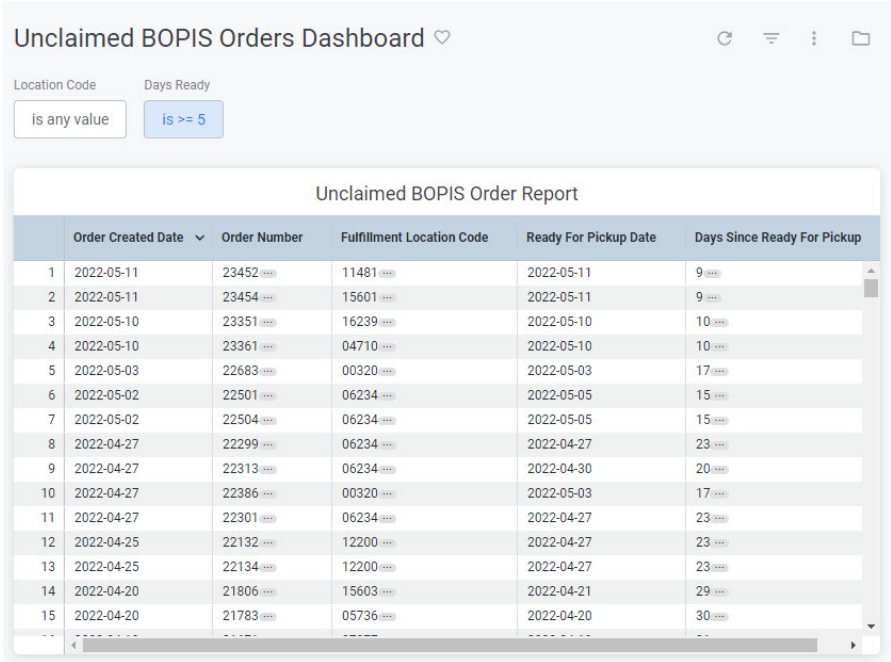 Unclaimed BOPIS Orders Dashboard
Location Code Days Ready
is any value is >= 5
Unclaimed BOPIS Order Report
Order Created Date Order Number Fulfillment Location Code Ready For Pickup Date Days Since Ready For Pickup
1 2022-05-11 23452 11481 2022-05-11 9
2 2022-05-11 23454 15601 2022-05-11 9
3 2022-05-10 23351 16239 2022-05-10 10
4 2022-05-10 23361 04710 2022-05-10 10
5 2022-05-03 22683 00320 2022-05-03 17
6 2022-05-02 22501 06234 2022-05-05 15
7 2022-05-02 22504 06234 2022-05-05 15
8 2022-04-27 22299 06234 2022-04-27 23
9 2022-04-27 22313 06234 2022-04-30 20
10 2022-04-27 22386 00320 2022-05-03 17
11 2022-04-27 22301 06234 2022-04-27 23
12 2022-04-25 22132 12200 2022-04-27 23
13 2022-04-25 22134 12200 2022-04-27 23
14 2022-04-20 21806 15603 2022-04-21 29
15 2022-04-20 21783 05736 2022-04-20 30